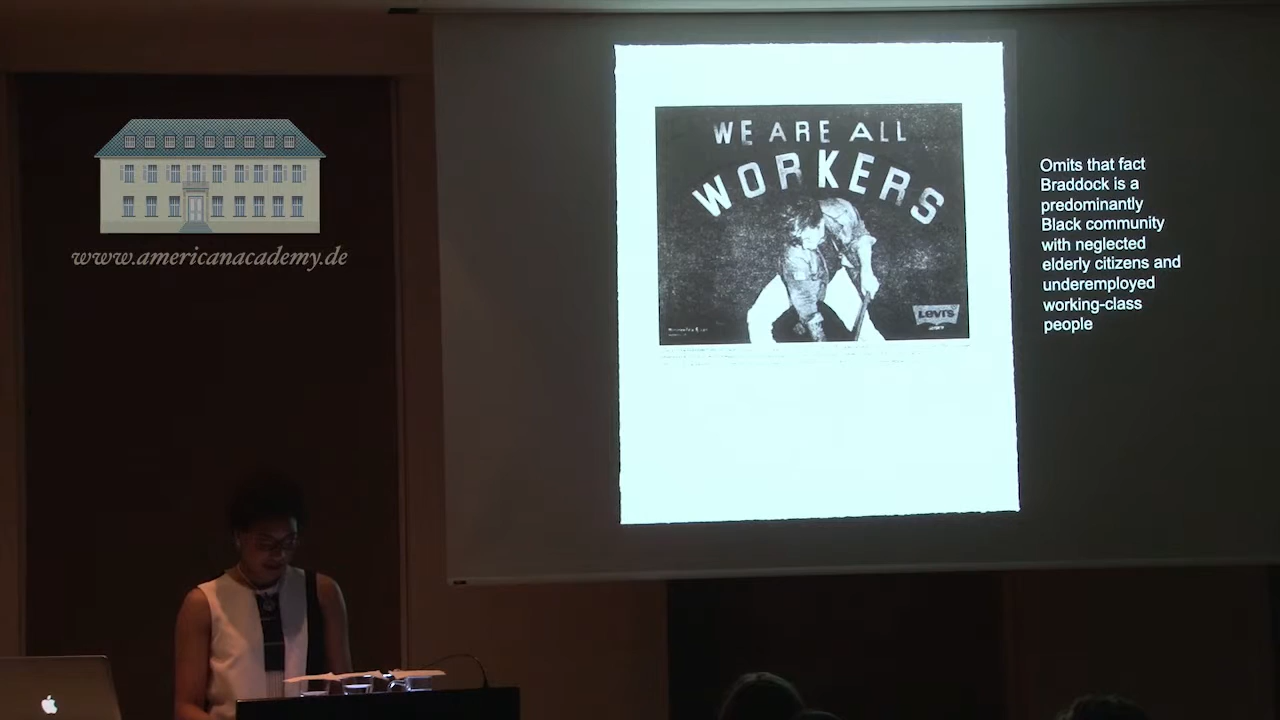 www.americanacademy.de
WE ARE ALL
WORKERS
Levi's
Omits that fact
Braddock is a
predominantly
Black community
with neglected
elderly citizens and
underemployed
working-class
people